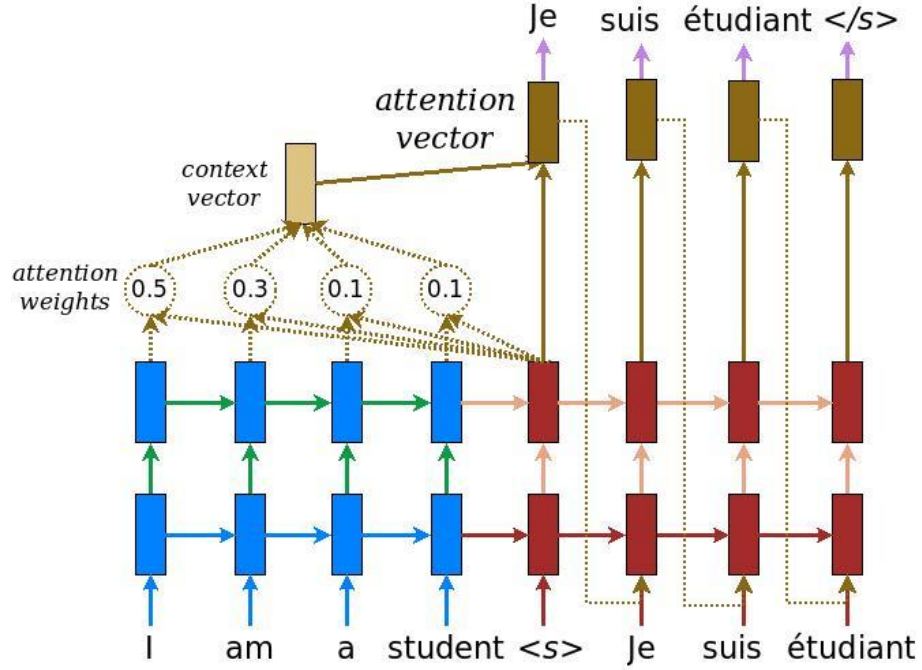 Je suis étudiant </s>
attention
vector
context
vector
attention
weights
0.5 0.3 0.1 0.1
I am a student <s> Je suis étudiant